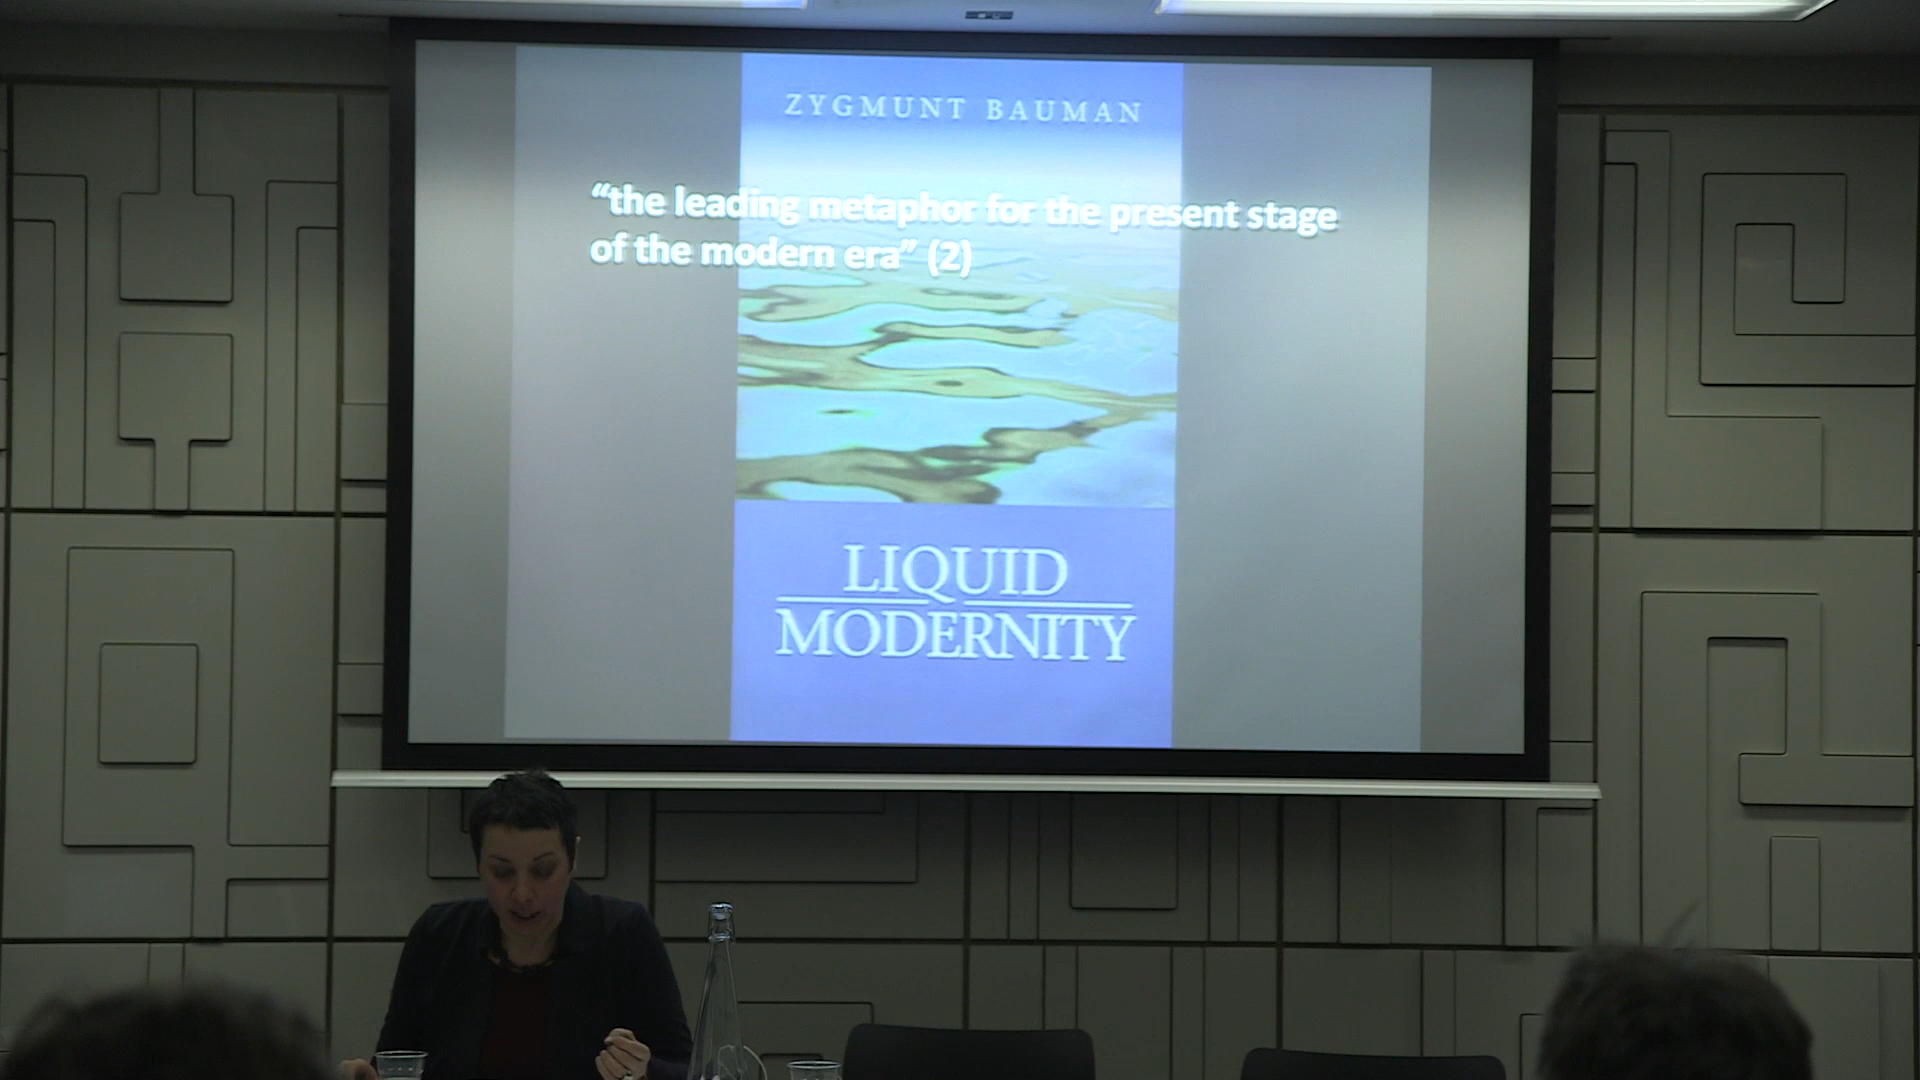 ZYGMUNT BAUMAN
“the leading metaphor for the present stage
of the modern era” (2)
LIQUID
MODERNITY